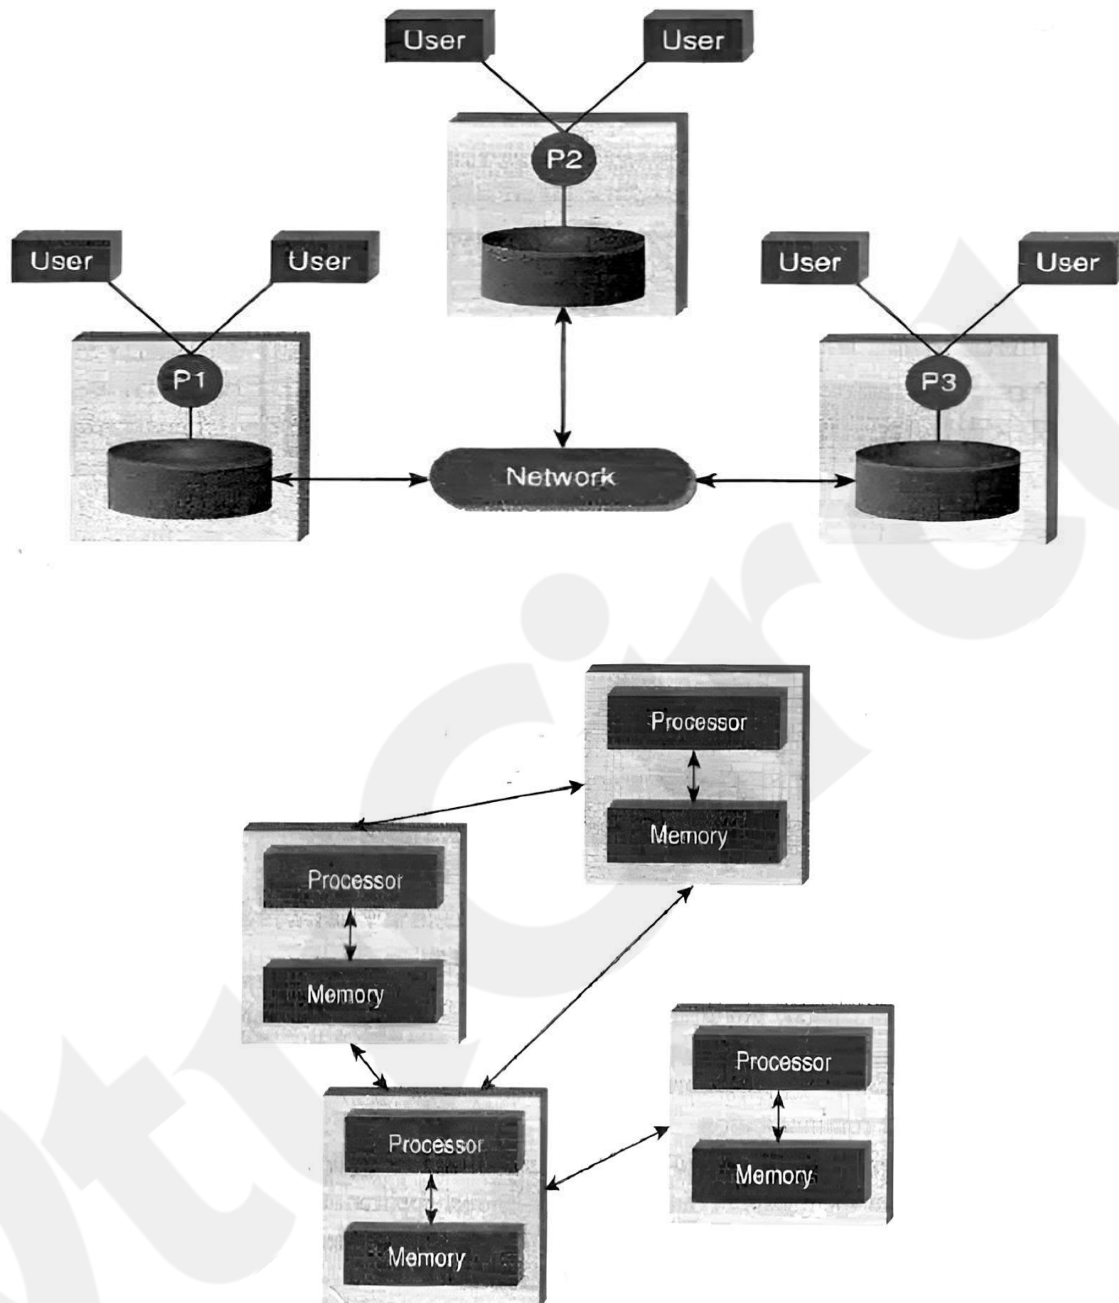 User
User
P2
User
User
User
User
P1
P3
Network
Processor
Memory
Processor
Memory
Processor
Memory
Processor
Memory